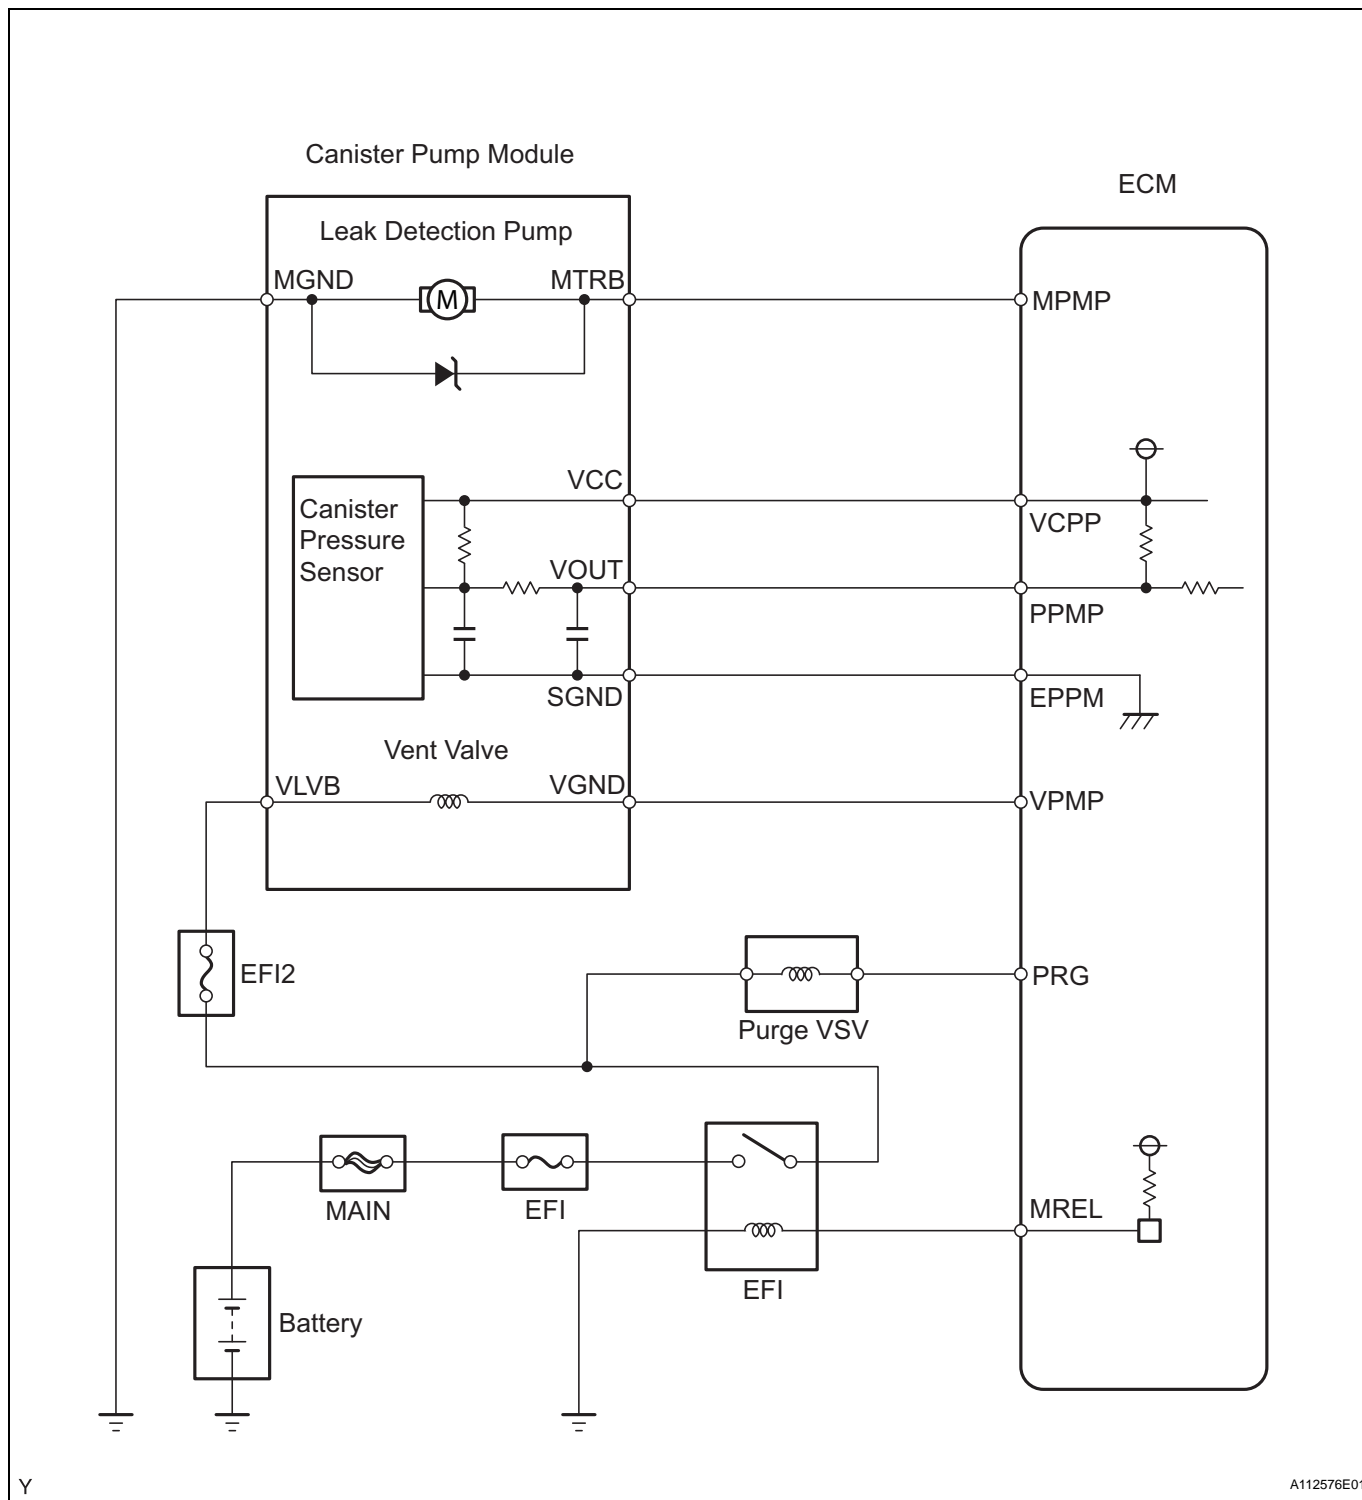 Canister Pump Module
ECM
Leak Detection Pump
MGND
MTRB
M
MPMP
VCC
Canister
Pressure
Sensor
VCPP
VOUT
PPMP
SGND
EPPM
Vent Valve
VLVB
VGND
VPMP
EFI2
PRG
Purge VSV
MAIN
EFI
MREL
EFI
Battery
Y
A112576E01